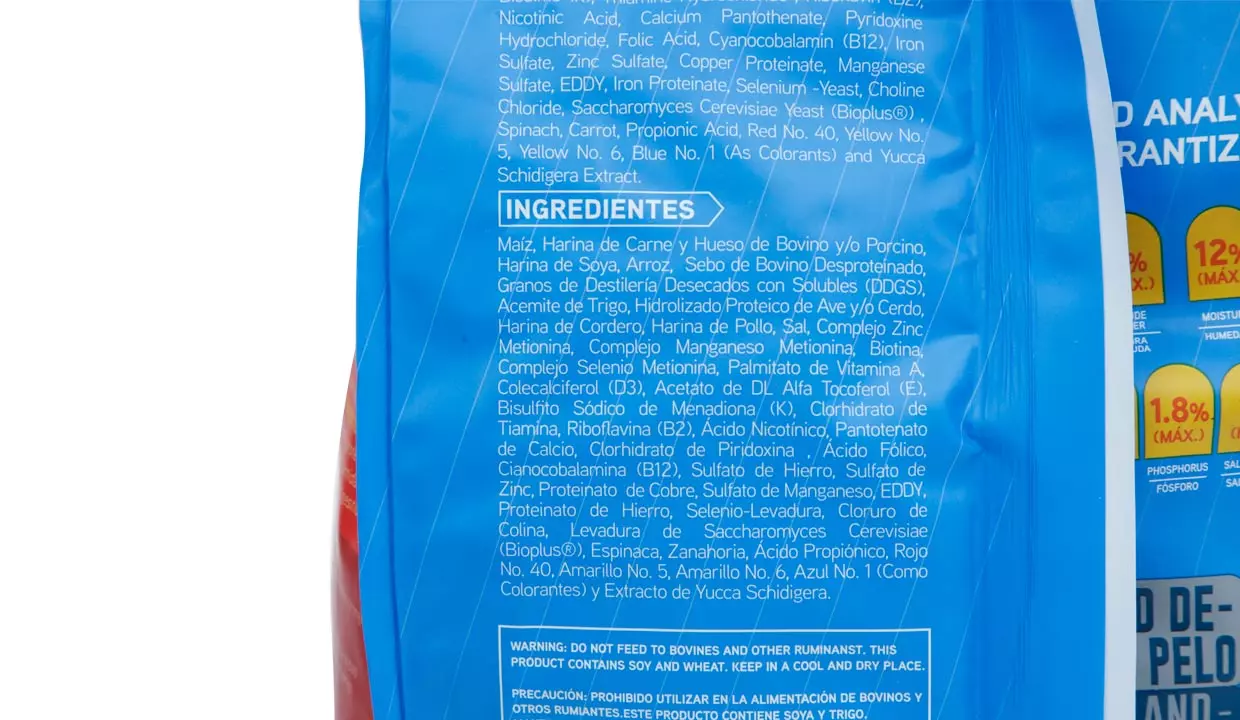 Nicotinic Acid, Calcium Pantothenate, Pyridoxine
Hydrochloride, Folic Acid, Cyanocobalamin (B12), Iron
Sulfate, Zinc Sulfate, Copper Proteinate, Manganese
Sulfate, EDDY, Iron Proteinate, Selenium -Yeast, Choline
Chloride, Saccharomyces Cerevisiae Yeast (Bioplus®) ,
Spinach, Carrot, Propionic Acid, Red No. 40, Yellow No.
5, Yellow No. 6, Blue No. 1 (As Colorants) and Yucca
Schidigera Extract.
INGREDIENTES
Maíz, Harina de Carne y Hueso de Bovino y/o Porcino,
Harina de Soya, Arroz, Sebo de Bovino Desproteinado,
Granos de Destilería Desecados con Solubles (DDGS),
Acemite de Trigo, Hidrolizado Proteico de Ave y/o Cerdo,
Harina de Cordero, Harina de Pollo, Sal, Complejo Zinc
Metionina, Complejo Manganeso Metionina, Biotina,
Complejo Selenio Metionina, Palmitato de Vitamina A,
Colecalciferol (D3), Acetato de DL Alfa Tocoferol (E),
Bisulfito Sódico de Menadiona (K), Clorhidrato de
Tiamina, Riboflavina (B2), Ácido Nicotínico, Pantotenato
de Calcio, Clorhidrato de Piridoxina , Ácido Fólico,
Cianocobalamina (B12), Sulfato de Hierro, Sulfato de
Zinc, Proteinato de Cobre, Sulfato de Manganeso, EDDY,
Proteinato de Hierro, Selenio-Levadura, Cloruro de
Colina, Levadura de Saccharomyces Cerevisiae
(Bioplus®), Espinaca, Zanahoria, Ácido Propiónico, Rojo
No. 40, Amarillo No. 5, Amarillo No. 6, Azul No. 1 (Como
Colorantes) y Extracto de Yucca Schidigera.
WARNING: DO NOT FEED TO BOVINES AND OTHER RUMINANST. THIS
PRODUCT CONTAINS SOY AND WHEAT. KEEP IN A COOL AND DRY PLACE.
PRECAUCIÓN: PROHIBIDO UTILIZAR EN LA ALIMENTACIÓN DE BOVINOS Y
OTROS RUMIANTES.ESTE PRODUCTO CONTIENE SOYA Y TRIGO.
D ANALY
RANTIZ
12%
(MÁX
MOISTU
HUMED
1.8%
(MÁX.)
PHOSPHORUS
FÓSFORO
DE-
PELO
AND-